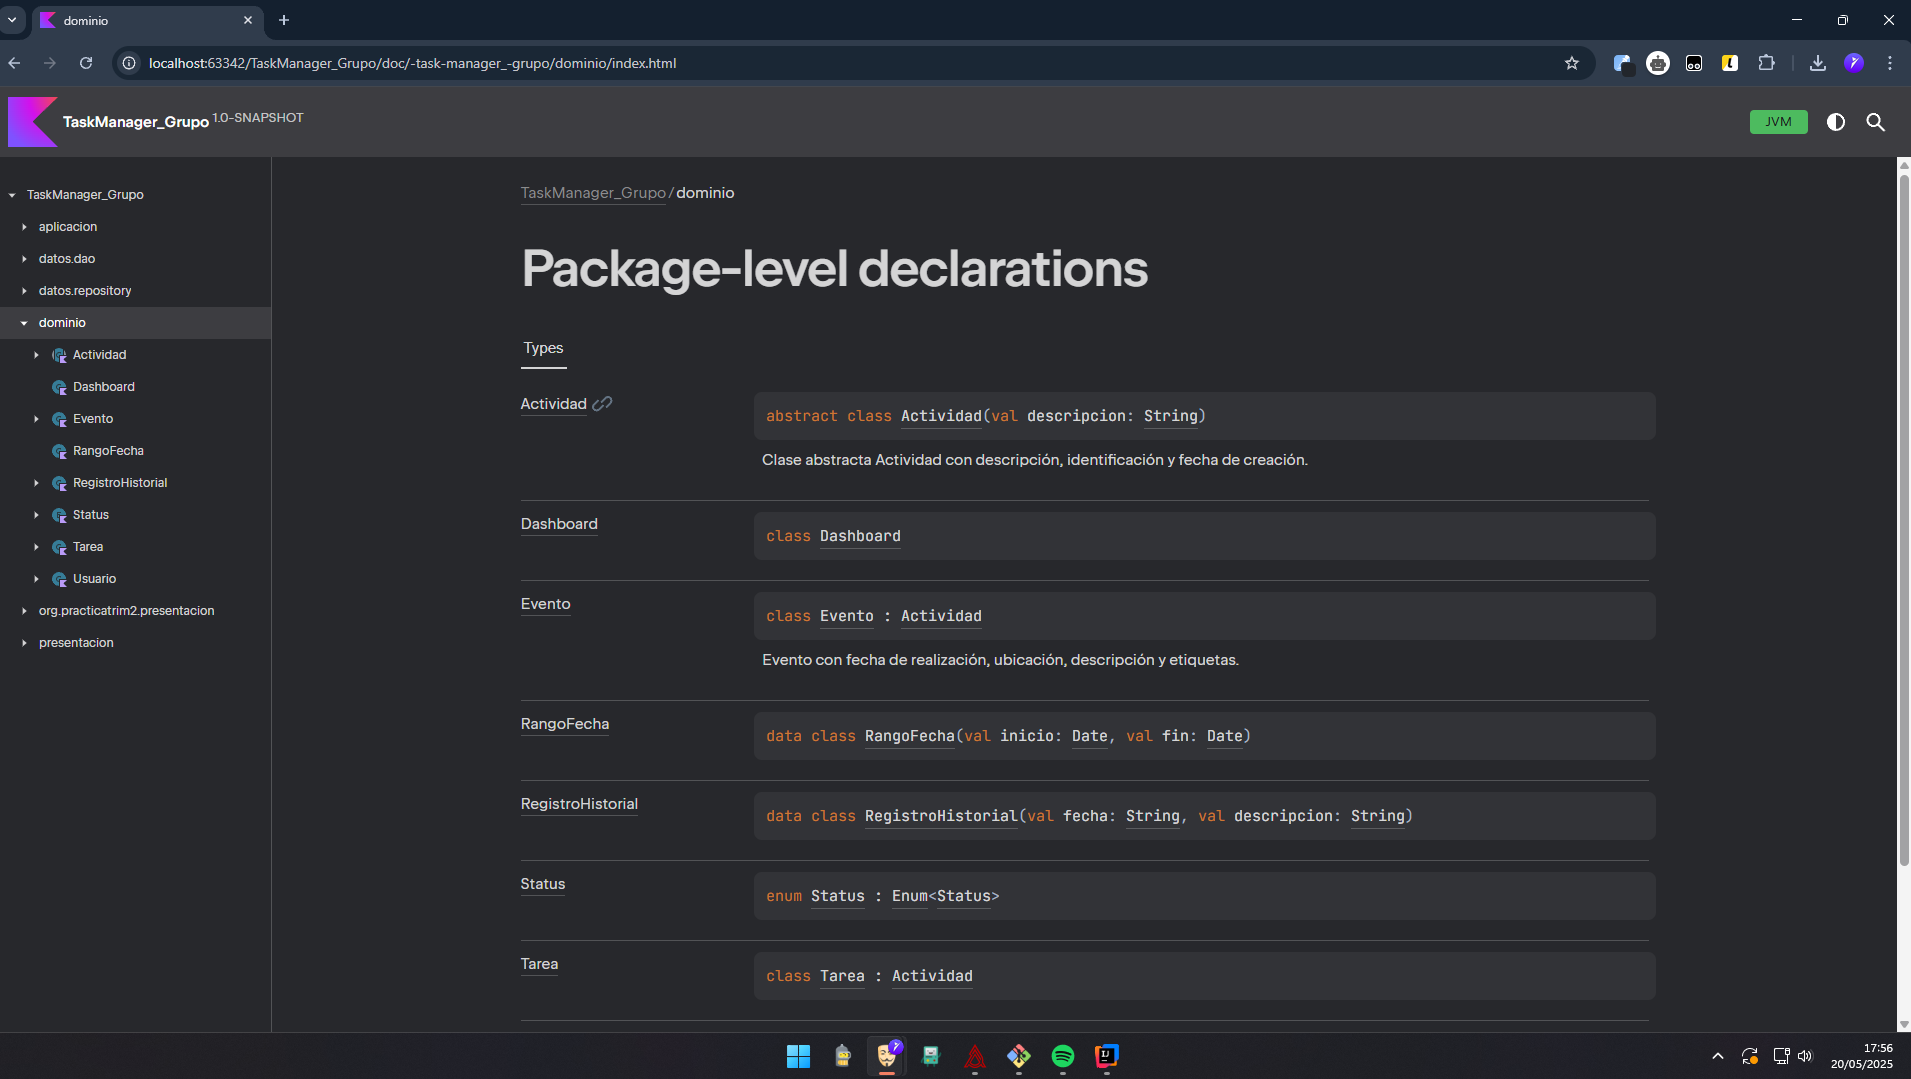 dominio
localhost:63342/TaskManager_Grupo/doc/-task-manager_-grupo/dominio/index.html
TaskManager_Grupo 1.0-SNAPSHOT
JVM
TaskManager_Grupo
aplicacion
datos.dao
datos.repository
dominio
Actividad
Dashboard
Evento
RangoFecha
RegistroHistorial
Status
Tarea
Usuario
org.practicatrim2.presentacion
presentacion
TaskManager_Grupo/dominio
Package-level declarations
Types
Actividad
abstract class Actividad(val descripcion: String)
Clase abstracta Actividad con descripción, identificación y fecha de creación.
Dashboard
class Dashboard
Evento
class Evento : Actividad
Evento con fecha de realización, ubicación, descripción y etiquetas.
RangoFecha
data class RangoFecha(val inicio: Date, val fin: Date)
RegistroHistorial
data class RegistroHistorial(val fecha: String, val descripcion: String)
Status
enum Status : Enum<Status>
Tarea
class Tarea : Actividad
17:56
20/05/2025